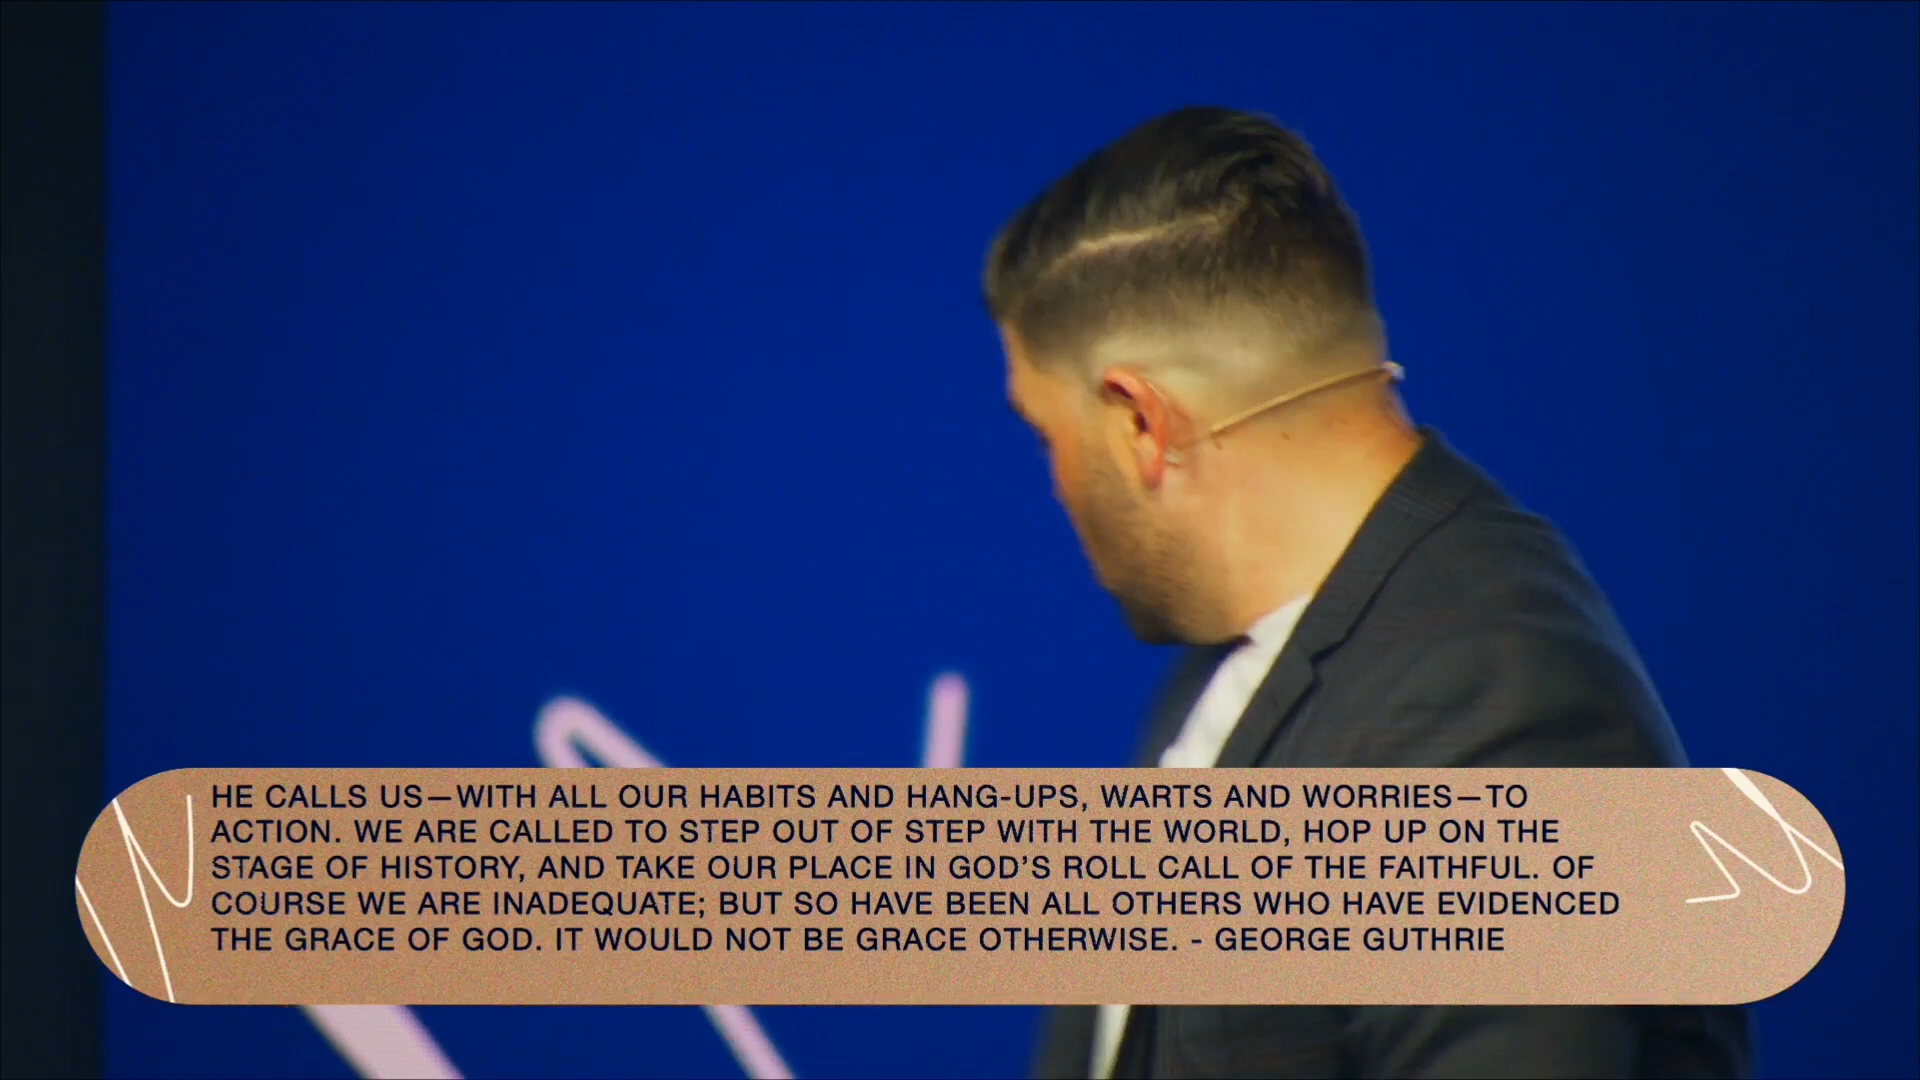 HE CALLS US—WITH ALL OUR HABITS AND HANG-UPS, WARTS AND WORRIES—TO
ACTION. WE ARE CALLED TO STEP OUT OF STEP WITH THE WORLD, HOP UP ON THE
STAGE OF HISTORY, AND TAKE OUR PLACE IN GOD’S ROLL CALL OF THE FAITHFUL. OF
COURSE WE ARE INADEQUATE; BUT SO HAVE BEEN ALL OTHERS WHO HAVE EVIDENCED
THE GRACE OF GOD. IT WOULD NOT BE GRACE OTHERWISE. - GEORGE GUTHRIE